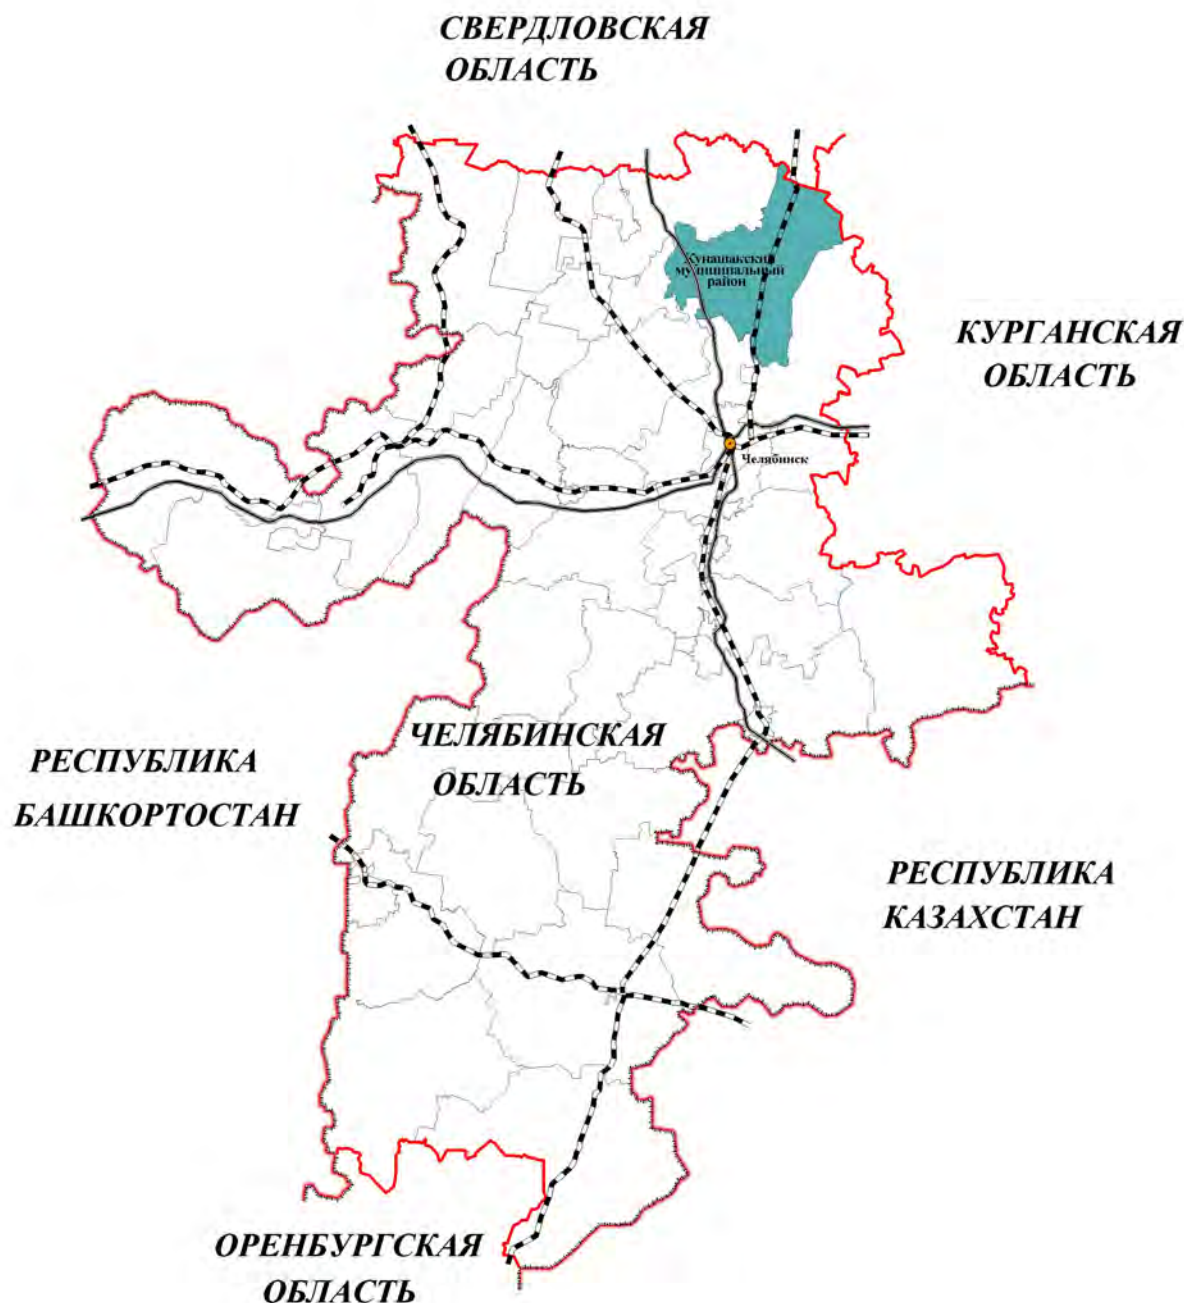 СВЕРДЛОВСКАЯ
ОБЛАСТЬ
Кунашакский
муниципальный
район
КУРГАНСКАЯ
ОБЛАСТЬ
Челябинск
ЧЕЛЯБИНСКАЯ
ОБЛАСТЬ
РЕСПУБЛИКА
БАШКОРТОСТАН
РЕСПУБЛИКА
КАЗАХСТАН
ОРЕНБУРГСКАЯ
ОБЛАСТЬ